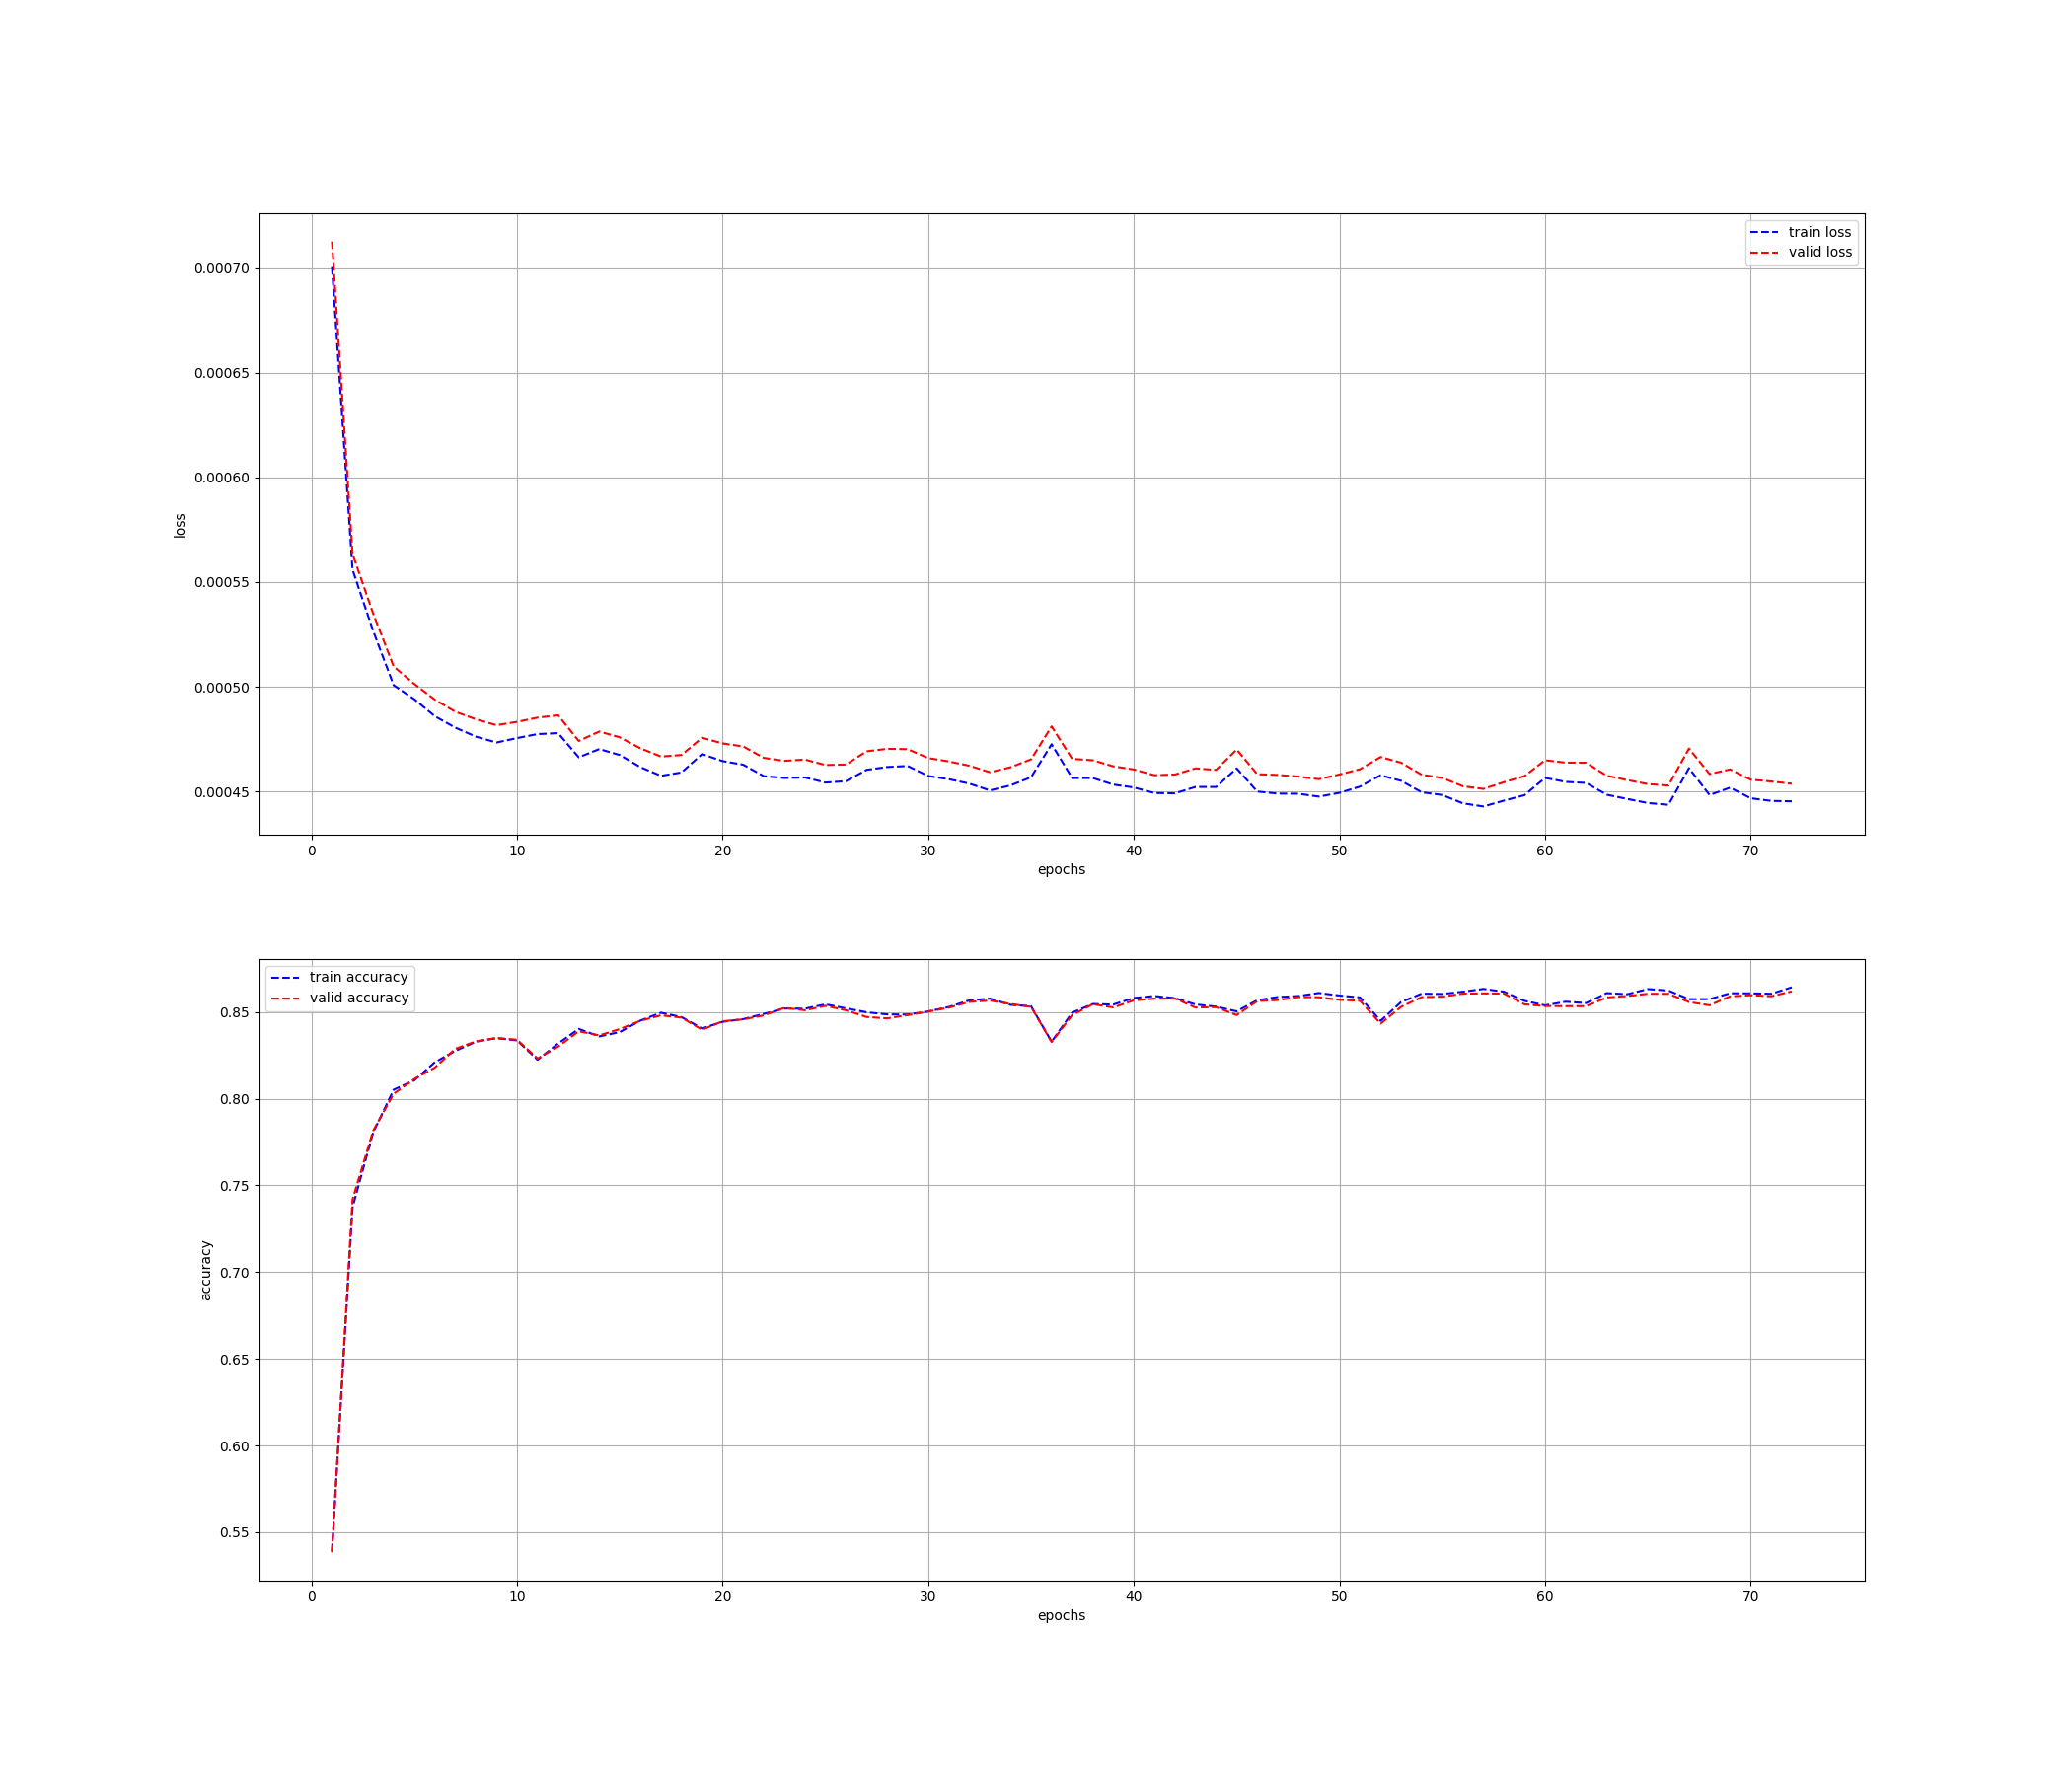 train loss
valid loss
0.00070
0.00065
0.00060
0.00055
0.00050
0.00045
loss
0 10 20 30 40 50 60 70
epochs
train accuracy
valid accuracy
0.85
0.80
0.75
0.70
0.65
0.60
0.55
accuracy
0 10 20 30 40 50 60 70
epochs